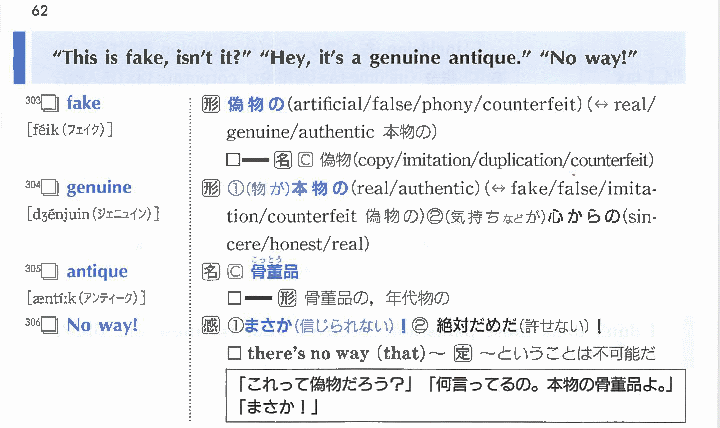 62
“This is fake, isn’t it?” “Hey, it’s a genuine antique.” “No way!”
303 □ fake 形 偽物の(artificial/false/phony/counterfeit)(↔ real/
[féik(フェイク)] genuine/authentic 本物の)
□━ 名 C 偽物(copy/imitation/duplication/counterfeit)
304 □ genuine 形 ①(物が)本物の(real/authentic)(↔ fake/false/imita-
[dʒénjuin(ジェニュイン)] tion/counterfeit 偽物の)②(気持ちなどが)心からの(sin-
cere/honest/real)
305 □ antique 名 C 骨董品
こっとう
[æntíːk(アンティーク)] □━ 形 骨董品の, 年代物の
306 □ No way! 感 ①まさか(信じられない)!② 絶対だめだ(許せない)!
□ there’s no way (that)~ 定 ~ということは不可能だ
「これって偽物だろう?」「何言ってるの。本物の骨董品よ。」
「まさか!」